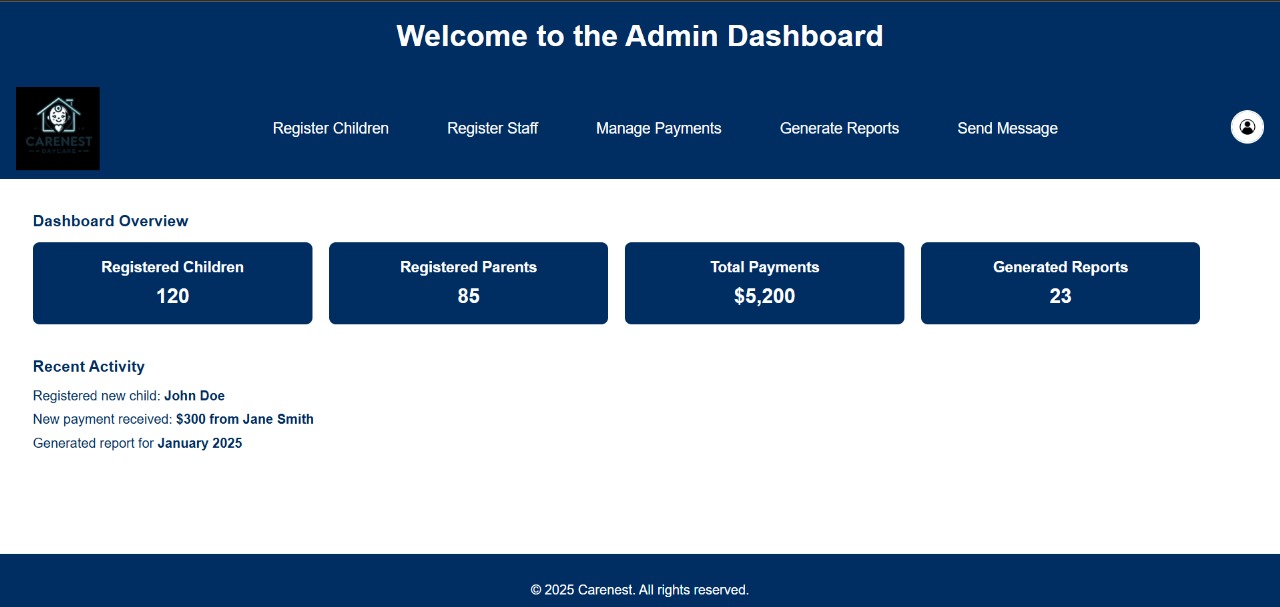 Welcome to the Admin Dashboard
CARENEST
DAYCARE
Register Children
Register Staff
Manage Payments
Generate Reports
Send Message
Dashboard Overview
Registered Children
120
Registered Parents
85
Total Payments
$5,200
Generated Reports
23
Recent Activity
Registered new child: John Doe
New payment received: $300 from Jane Smith
Generated report for January 2025
© 2025 Carenest. All rights reserved.